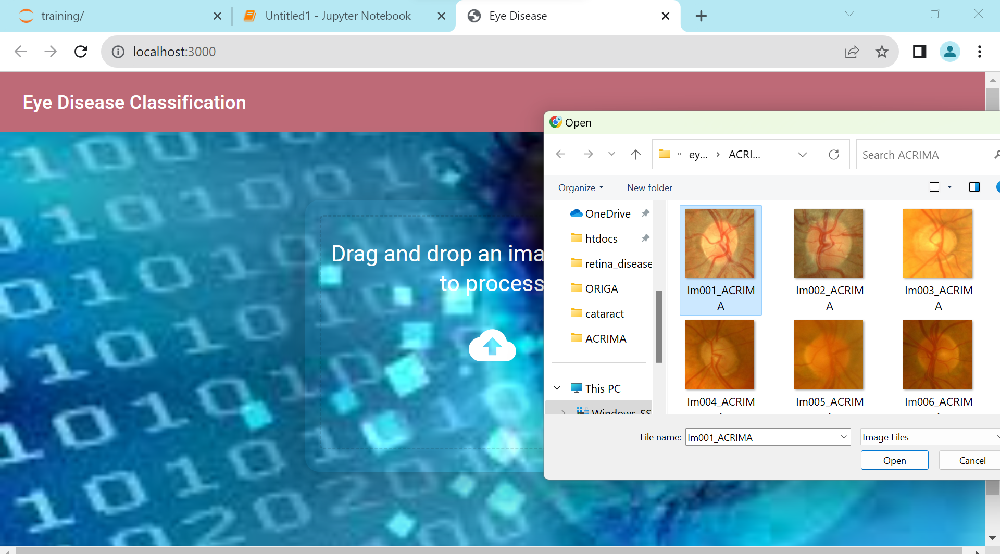 training/
Untitled1 - Jupyter Notebook
Eye Disease
localhost:3000
Eye Disease Classification
Drag and drop an ima
to process
Open
« ey... › ACRI...
Search ACRIMA
Organize
New folder
OneDrive
htdocs
retina_disease
ORIGA
cataract
ACRIMA
This PC
Windows-SS
Im001_ACRIM
A
Im002_ACRIM
A
Im003_ACRIM
A
Im004_ACRIM
Im005_ACRIM
Im006_ACRIM
File name:
Im001_ACRIMA
Image Files
Open
Cancel